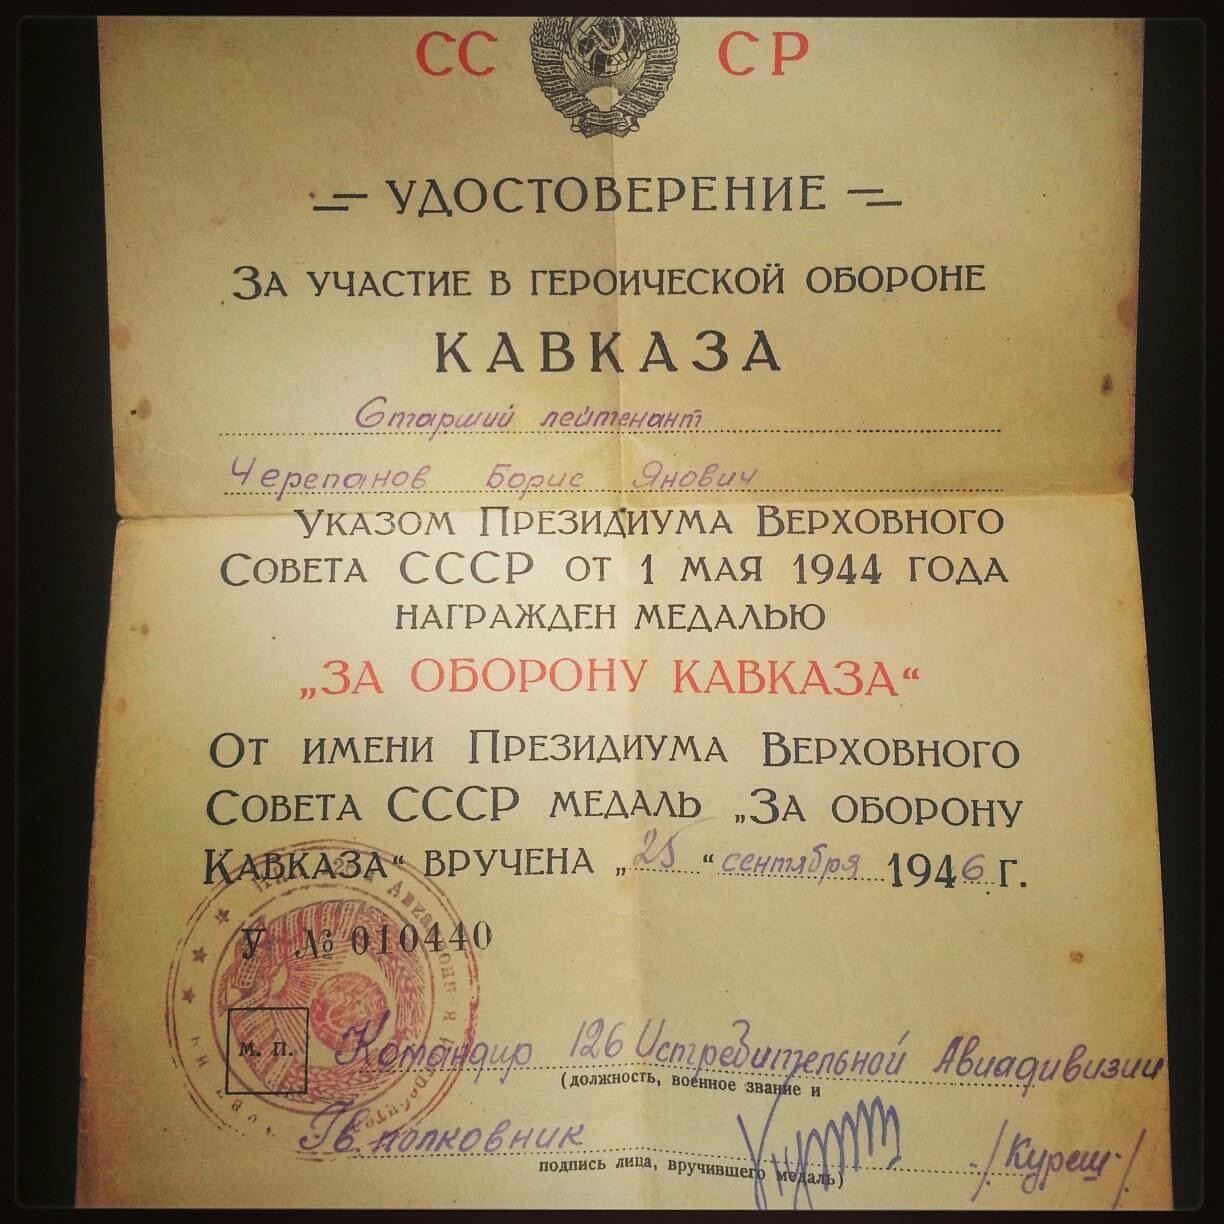 СС СР
УДОСТОВЕРЕНИЕ
ЗА УЧАСТИЕ В ГЕРОИЧЕСКОЙ ОБОРОНЕ
КАВКАЗА
Старший лейтенант
Черепанов Борис Янович
УКАЗОМ ПРЕЗИДИУМА ВЕРХОВНОГО
СОВЕТА СССР ОТ 1 МАЯ 1944 ГОДА
НАГРАЖДЕН МЕДАЛЬЮ
„ЗА ОБОРОНУ КАВКАЗА“
ОТ ИМЕНИ ПРЕЗИДИУМА ВЕРХОВНОГО
СОВЕТА СССР МЕДАЛЬ „ЗА ОБОРОНУ
КАВКАЗА“ ВРУЧЕНА „25“ сентября 1946 г.
У № 010440
М. П.
Командир 126 Истребительной Авиадивизии
(должность, военное звание и
Гв. полковник /Куреш/
подпись лица, вручившего медаль)